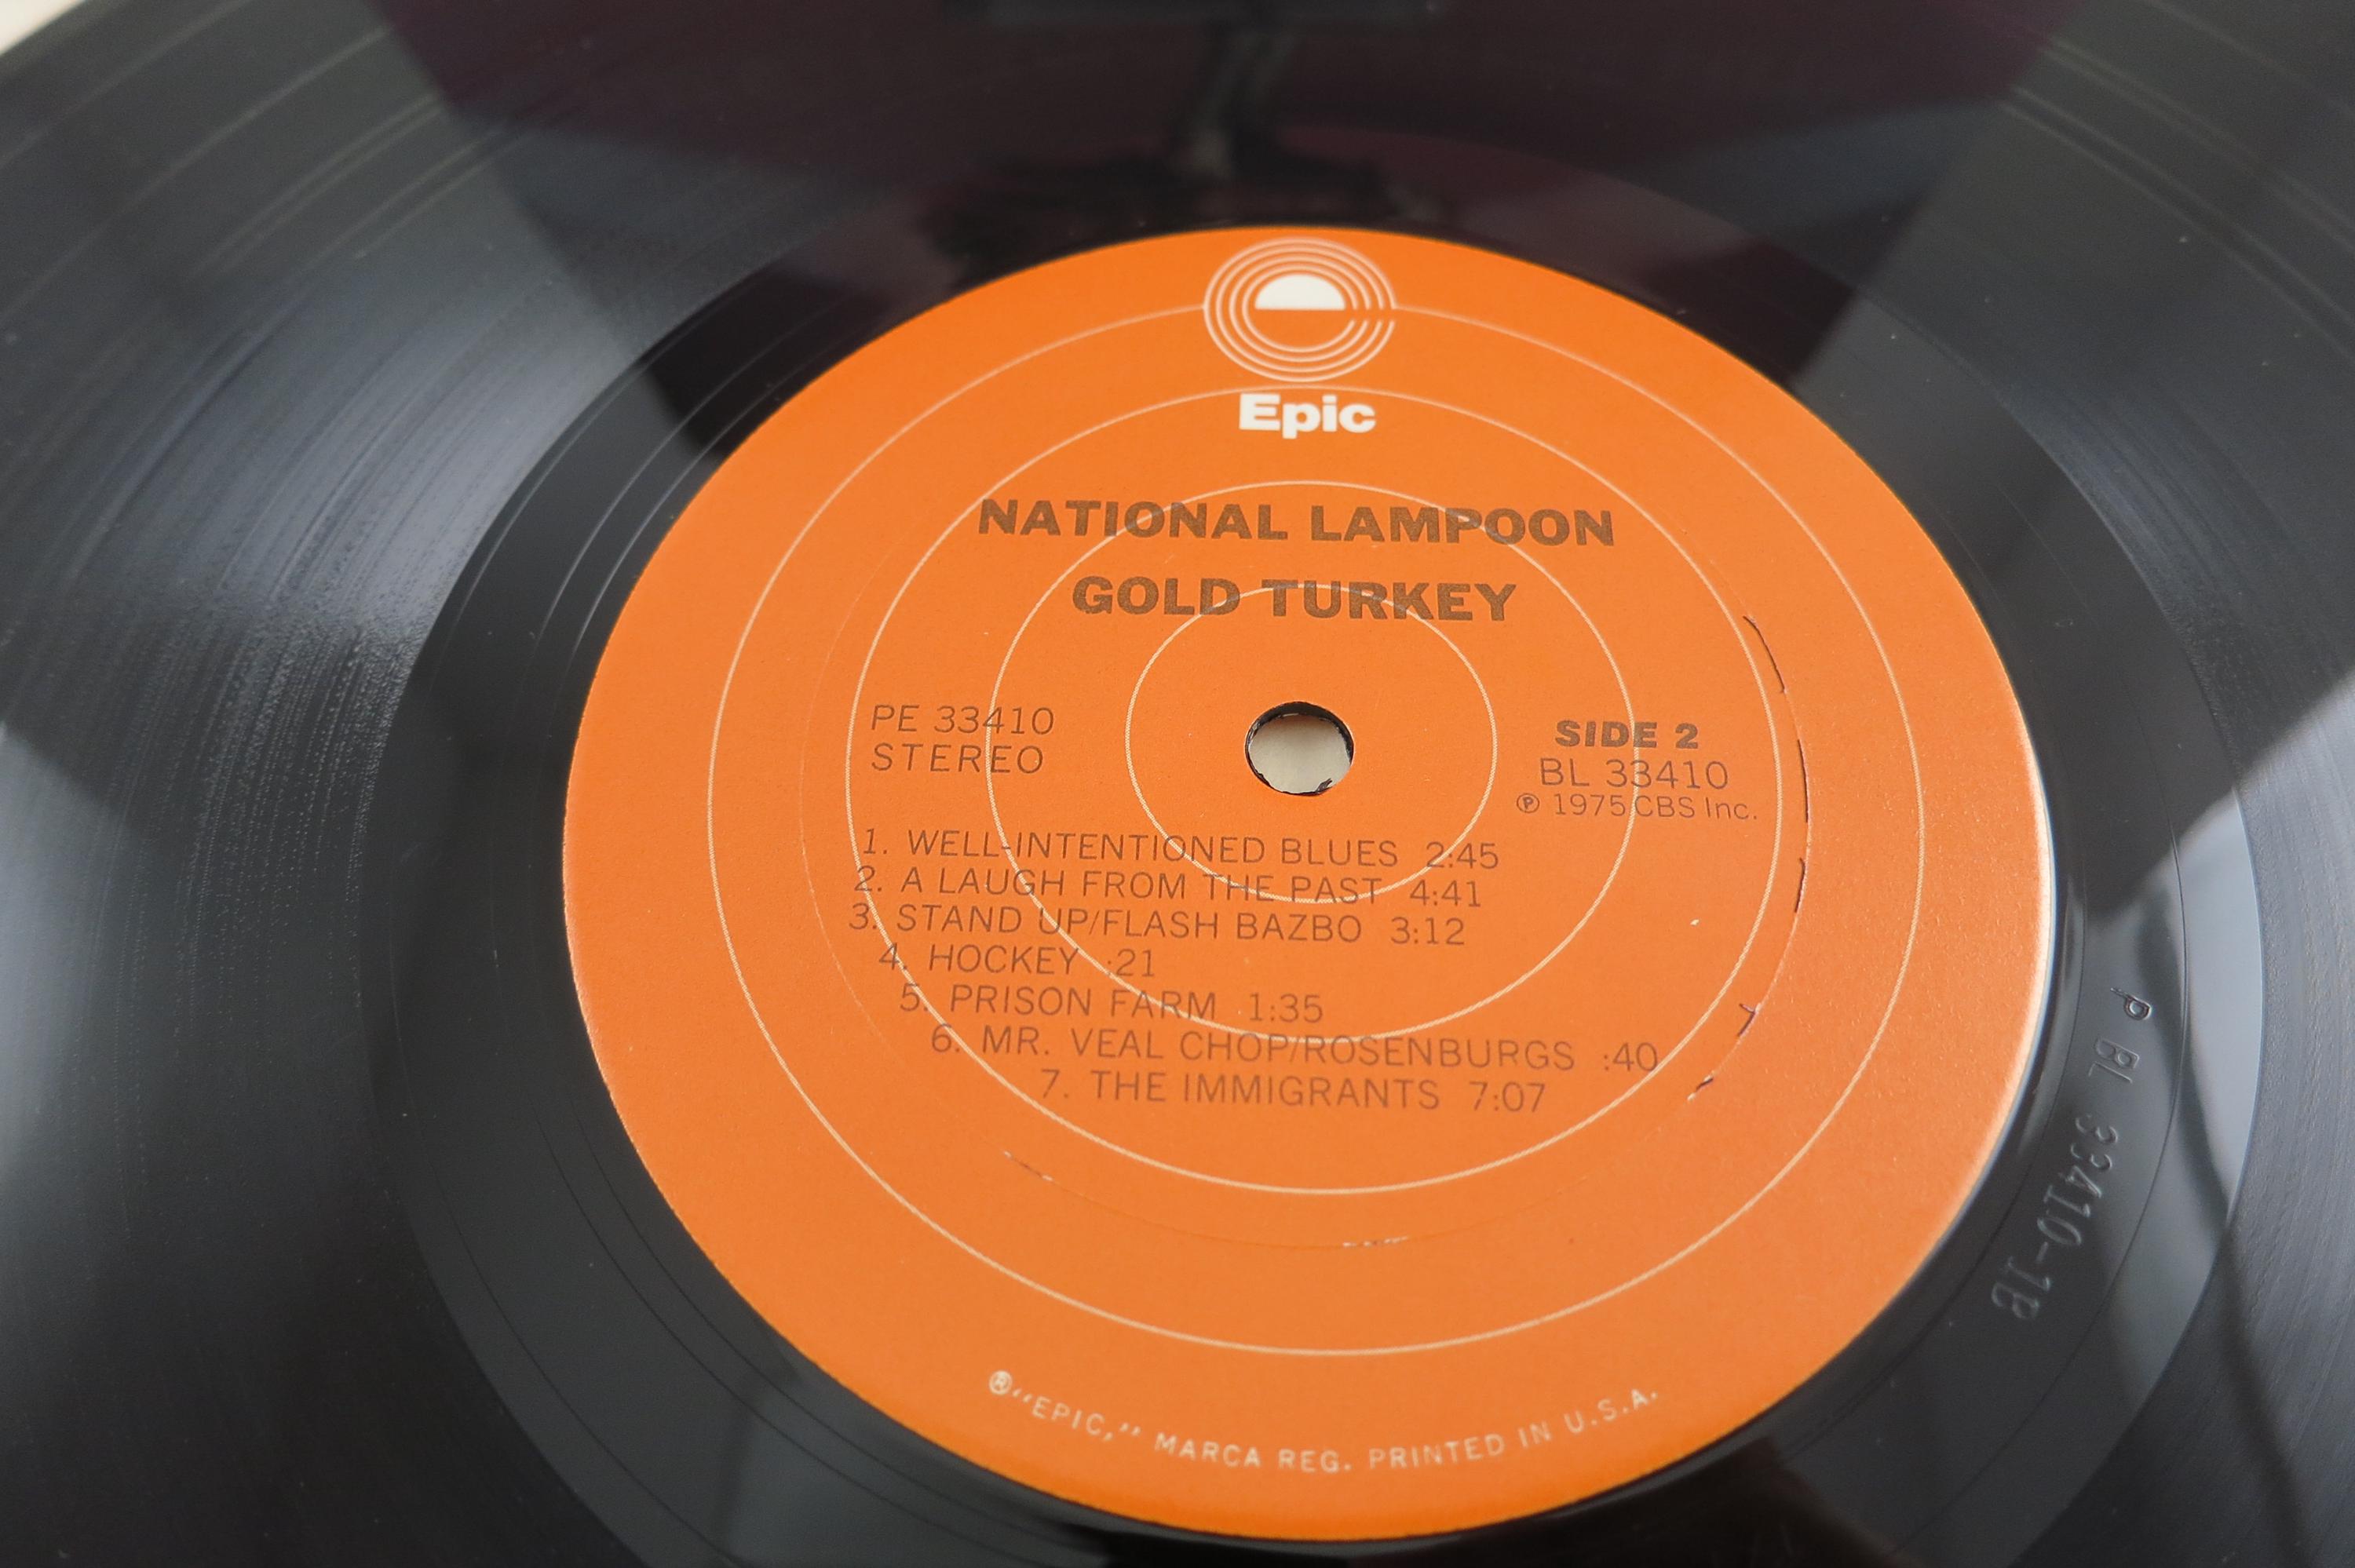 Epic
NATIONAL LAMPOON
GOLD TURKEY
PE 33410
STEREO
SIDE 2
BL 33410
Ⓟ 1975 CBS Inc.
1. WELL-INTENTIONED BLUES 2:45
2. A LAUGH FROM THE PAST 4:41
3. STAND UP/FLASH BAZBO 3:12
4. HOCKEY :21
5. PRISON FARM 1:35
6. MR. VEAL CHOP/ROSENBURGS :40
7. THE IMMIGRANTS 7:07
®"EPIC," MARCA REG. PRINTED IN U.S.A.
P BL 33410-1B